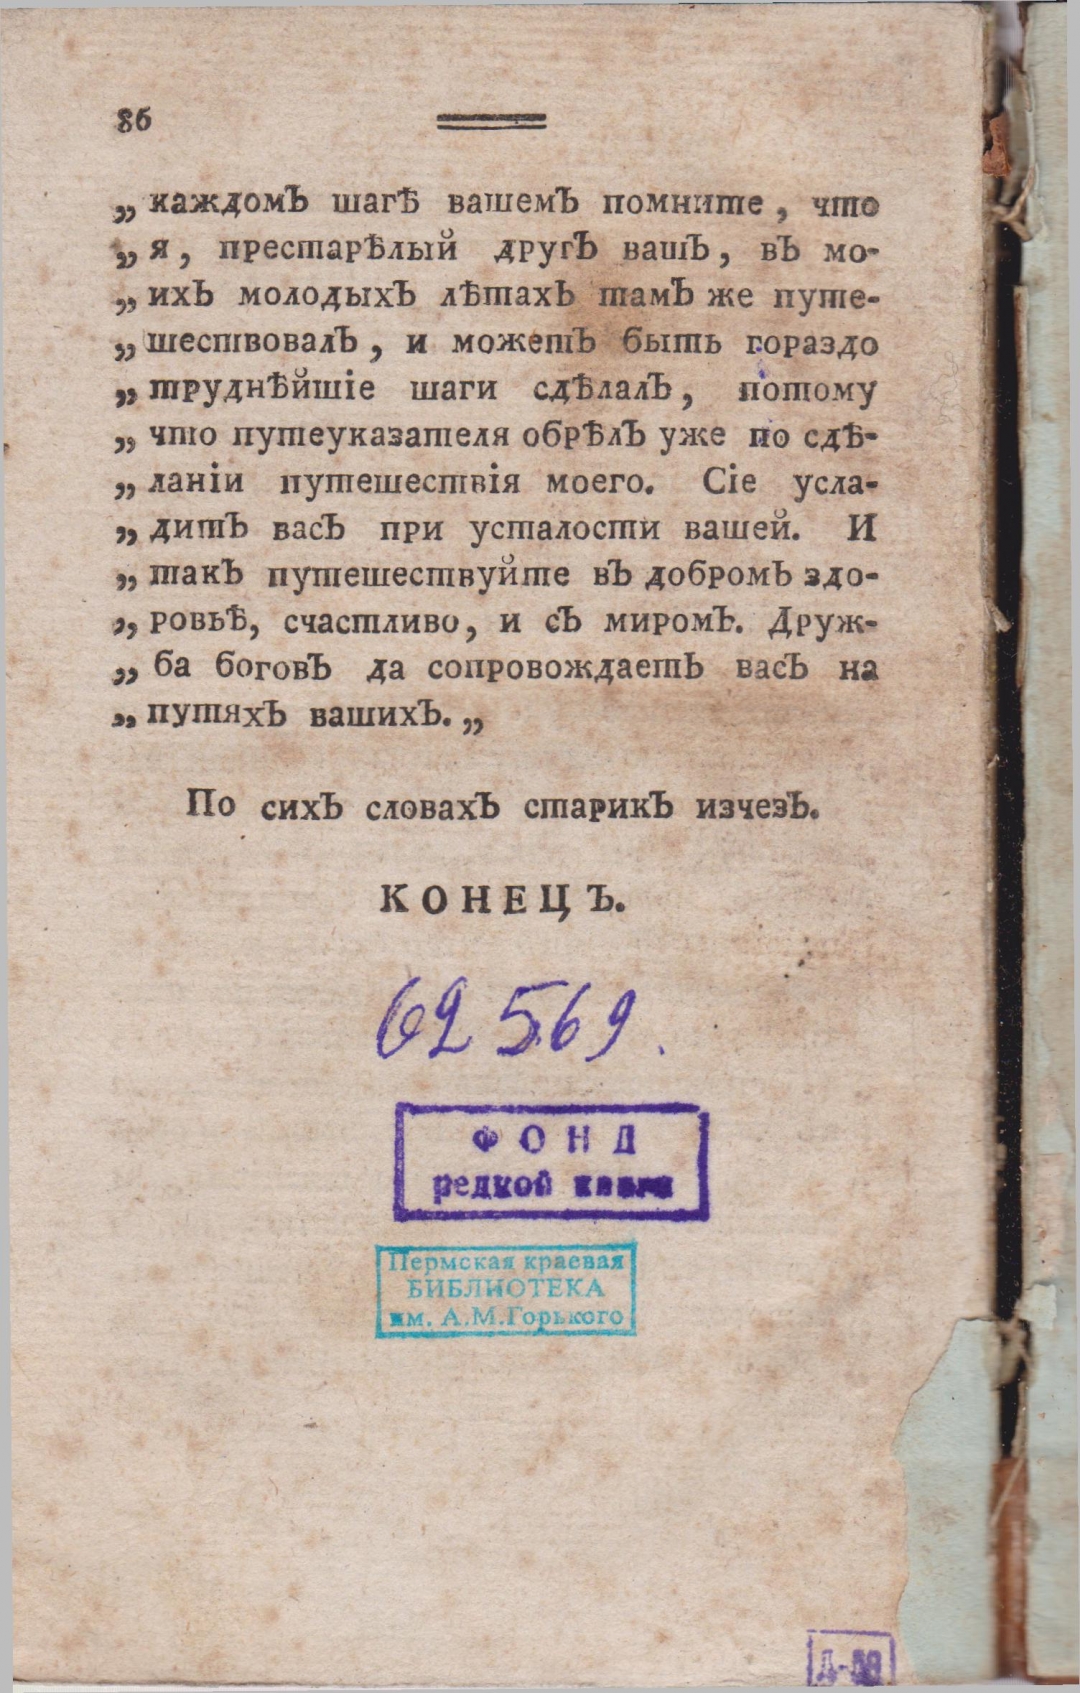 86
„ каждомЪ шагѢ вашемЪ помните, что
„ я, престарѢлый другЪ вашЪ, вЪ мо-
„ ихЪ молодыхЪ лѢтахЪ тамЪ же путе-
„ шествовалЪ, и можетЪ быть гораздо
„ труднѢйшіе шаги сдѢлалЪ, потому
„ что путеуказателя обрѢлЪ уже по сдѢ-
„ ланіи путешествія моего. Сіе усла-
„ дитЪ васЪ при усталости вашей. И
„ такЪ путешествуйте вЪ добромЪ здо-
„ ровьѢ, счастливо, и сЪ миромЪ. Друж-
„ ба боговЪ да сопровождаетЪ васЪ на
„ путяхЪ вашихЪ. „
По сихЪ словахЪ старикЪ изчезЪ.
КОНЕЦЪ.
62569.
ФОНД
редкой книги
Пермская краевая
БИБЛИОТЕКА
им. А.М.Горького